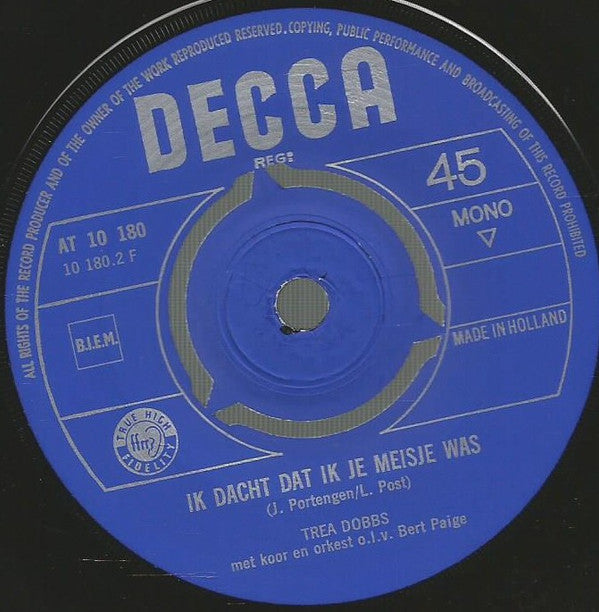 ALL RIGHTS OF THE RECORD PRODUCER AND OF THE OWNER OF THE WORK REPRODUCED RESERVED. COPYING, PUBLIC PERFORMANCE AND BROADCASTING OF THIS RECORD PROHIBITED
DECCA
REG:
45
MONO
AT 10 180
10 180.2 F
B.I.E.M.
MADE IN HOLLAND
TRUE HIGH
ffrr
FIDELITY
IK DACHT DAT IK JE MEISJE WAS
(J. Portengen/L. Post)
TREA DOBBS
met koor en orkest o.l.v. Bert Paige